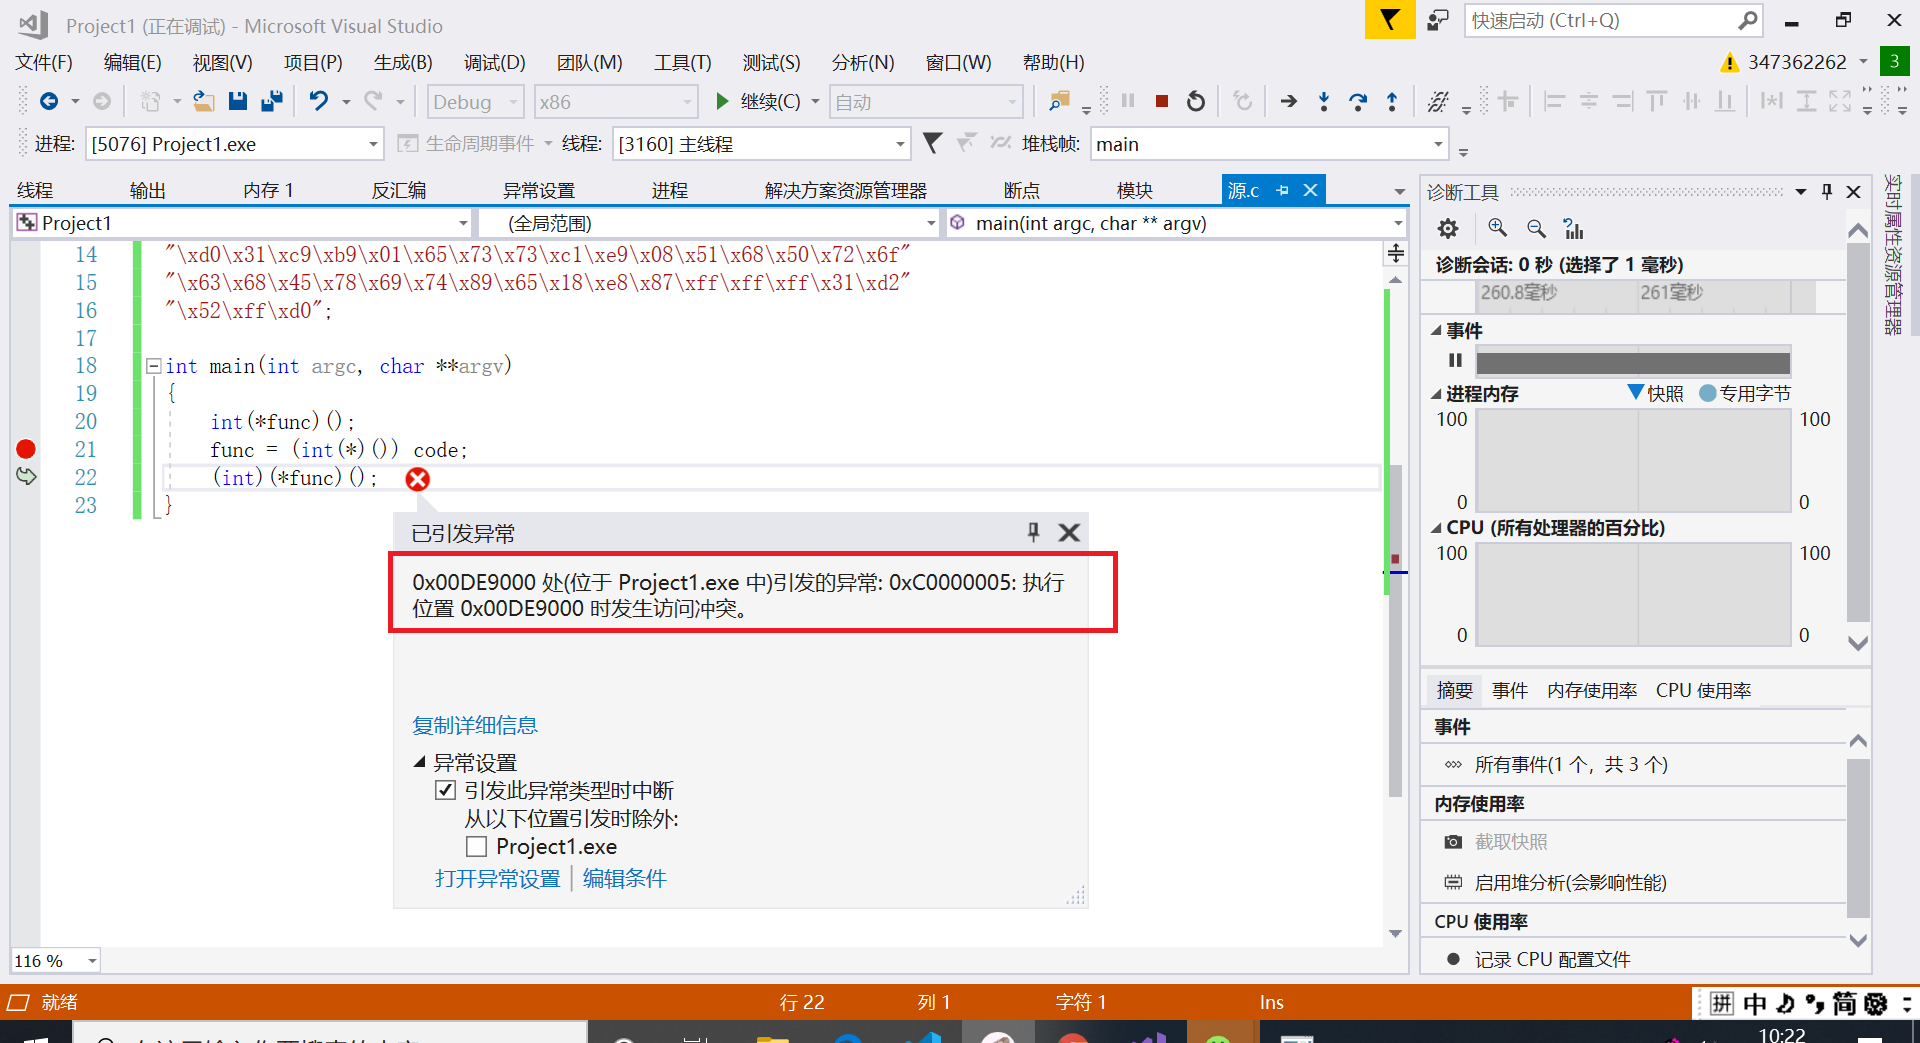 Project1 (正在调试) - Microsoft Visual Studio
快速启动 (Ctrl+Q)
文件(F) 编辑(E) 视图(V) 项目(P) 生成(B) 调试(D) 团队(M) 工具(T) 测试(S) 分析(N) 窗口(W) 帮助(H)
347362262 3
Debug x86 继续(C) 自动
进程: [5076] Project1.exe 生命周期事件 线程: [3160] 主线程 堆栈帧: main
线程 输出 内存 1 反汇编 异常设置 进程 解决方案资源管理器 断点 模块 源.c
Project1 (全局范围) main(int argc, char ** argv)
14 "\xd0\x31\xc9\xb9\x01\x65\x73\x73\xc1\xe9\x08\x51\x68\x50\x72\x6f"
15 "\x63\x68\x45\x78\x69\x74\x89\x65\x18\xe8\x87\xff\xff\xff\x31\xd2"
16 "\x52\xff\xd0";
17
18 int main(int argc, char **argv)
19 {
20 int(*func)();
21 func = (int(*)()) code;
22 (int)(*func)();
23 }
已引发异常
0x00DE9000 处(位于 Project1.exe 中)引发的异常: 0xC0000005: 执行
位置 0x00DE9000 时发生访问冲突。
复制详细信息
异常设置
引发此异常类型时中断
从以下位置引发时除外:
Project1.exe
打开异常设置 编辑条件
116 %
诊断工具
诊断会话: 0 秒 (选择了 1 毫秒)
260.8毫秒 261毫秒
事件
进程内存 快照 专用字节
100 100
0 0
CPU (所有处理器的百分比)
100 100
0 0
摘要 事件 内存使用率 CPU 使用率
事件
所有事件(1 个，共 3 个)
内存使用率
截取快照
启用堆分析(会影响性能)
CPU 使用率
记录 CPU 配置文件
实时属性资源管理器
就绪 行 22 列 1 字符 1 Ins
拼 中 简
10:22